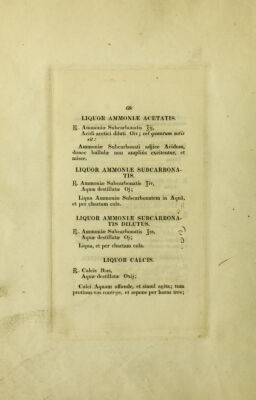 68
LIQUOR AMMONIÆ ACETATIS.
℞. Ammoniæ Subcarbonatis ℥ij,
Acidi acetici diluti Oiv; vel quantum satis
sit:
Ammoniæ Subcarbonati adjice Acidum,
donec bullulæ non amplius excitentur, et
misce.
LIQUOR AMMONIÆ SUBCARBONA-
TIS.
℞. Ammoniæ Subcarbonatis ℥iv,
Aquæ destillatæ Oj;
Liqua Ammoniæ Subcarbonatem in Aquâ,
et per chartam cola.
LIQUOR AMMONIÆ SUBCARBONA-
TIS DILUTUS.
℞. Ammoniæ Subcarbonatis
Aquæ destillatæ Oj;
Liqua, et per chartam cola.
LIQUOR CALCIS.
℞. Calcis
Aquæ destillatæ Oxij;
Calci Aquam affunde, et simul agita; tum
protinus vas contege, et sepone per horas tres;